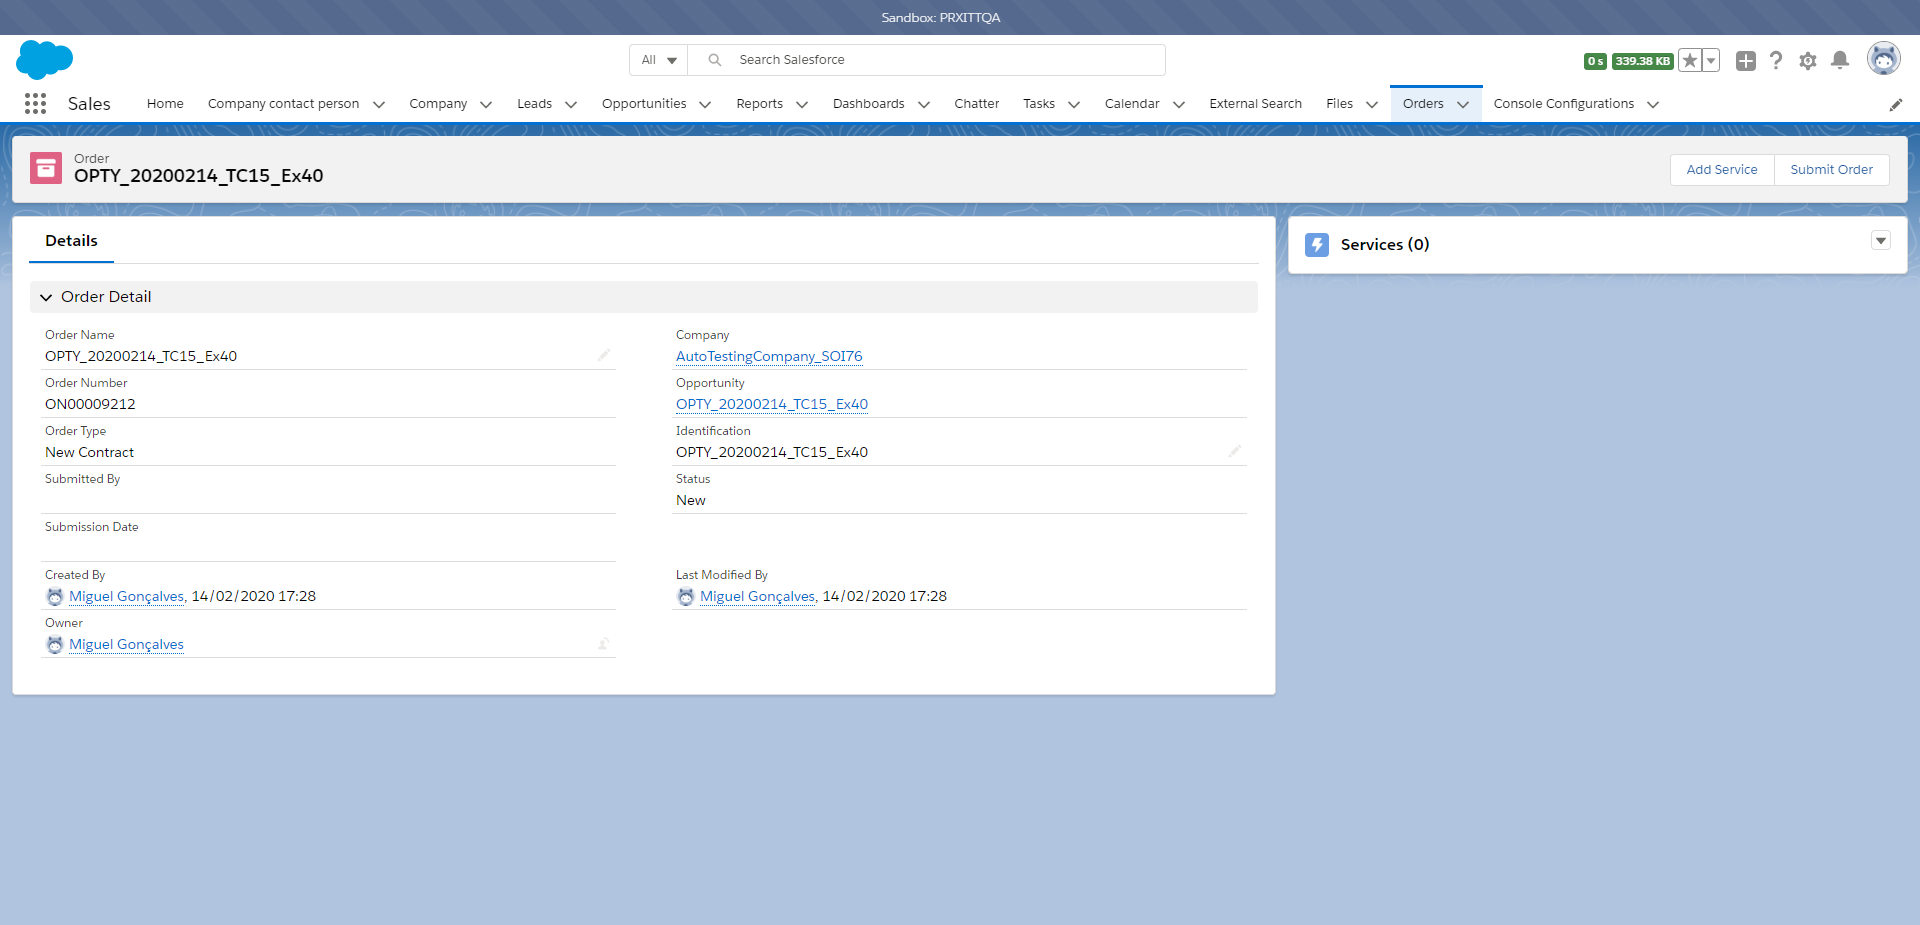 Sandbox: PRXITTQA
All
Search Salesforce
0 s 339.38 KB
Sales Home Company contact person Company Leads Opportunities Reports Dashboards Chatter Tasks Calendar External Search Files Orders Console Configurations
Order
OPTY_20200214_TC15_Ex40
Add Service Submit Order
Details
Services (0)
Order Detail
Order Name
OPTY_20200214_TC15_Ex40
Company
AutoTestingCompany_SOI76
Order Number
ON00009212
Opportunity
OPTY_20200214_TC15_Ex40
Order Type
New Contract
Identification
OPTY_20200214_TC15_Ex40
Submitted By
Status
New
Submission Date
Created By
Miguel Gonçalves, 14/02/2020 17:28
Last Modified By
Miguel Gonçalves, 14/02/2020 17:28
Owner
Miguel Gonçalves